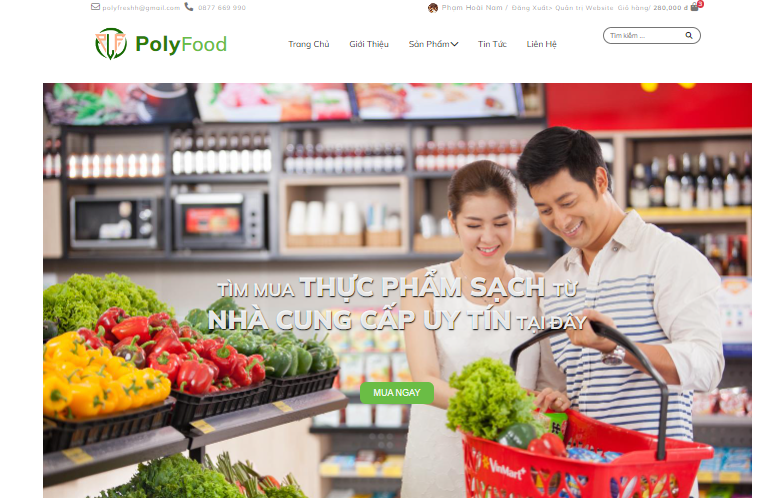 polyfreshh@gmail.com 0877.669.990 Phạm Hoài Nam / Đăng Xuất> Quản trị Website Giỏ hàng/ 260,000 đ 3
PolyFood Trang Chủ Giới Thiệu Sản Phẩm Tin Tức Liên Hệ Tìm kiếm ...
TÌM MUA THỰC PHẨM SẠCH TỪ
NHÀ CUNG CẤP UY TÍN TẠI ĐÂY
MUA NGAY
VinMart